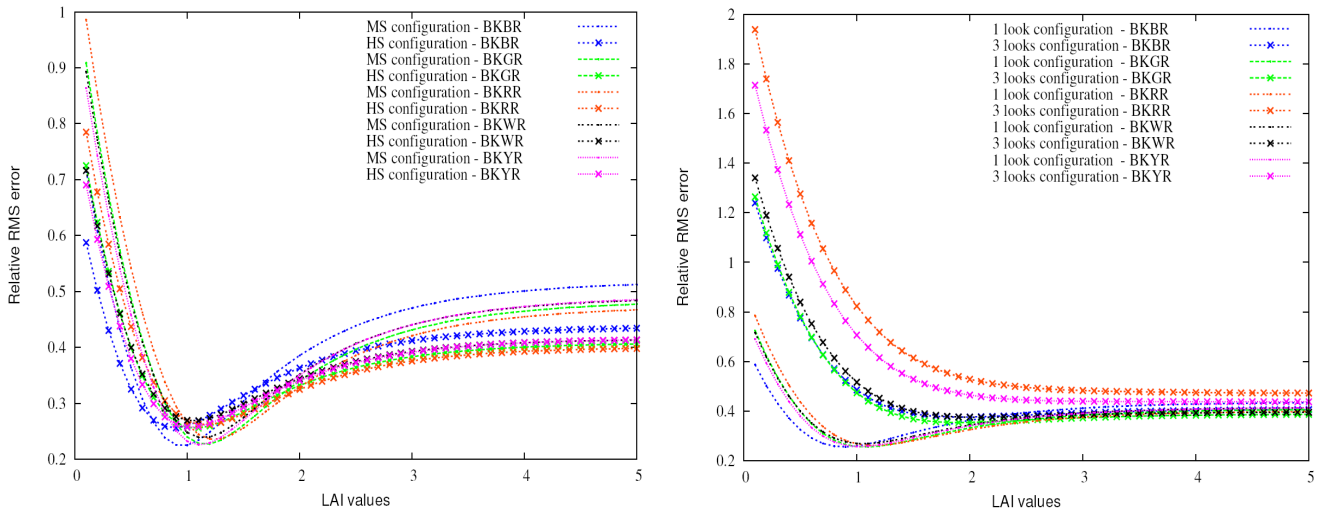 1
0.9
0.8
0.7
0.6
0.5
0.4
0.3
0.2
0
1
2
3
4
5
Relative RMS error
LAI values
MS configuration - BKBR
HS configuration - BKBR
MS configuration - BKGR
HS configuration - BKGR
MS configuration - BKRR
HS configuration - BKRR
MS configuration - BKWR
HS configuration - BKWR
MS configuration - BKYR
HS configuration - BKYR
2
1.8
1.6
1.4
1.2
1
0.8
0.6
0.4
0.2
0
1
2
3
4
5
Relative RMS error
LAI values
1 look configuration - BKBR
3 looks configuration - BKBR
1 look configuration - BKGR
3 looks configuration - BKGR
1 look configuration - BKRR
3 looks configuration - BKRR
1 look configuration - BKWR
3 looks configuration - BKWR
1 look configuration - BKYR
3 looks configuration - BKYR